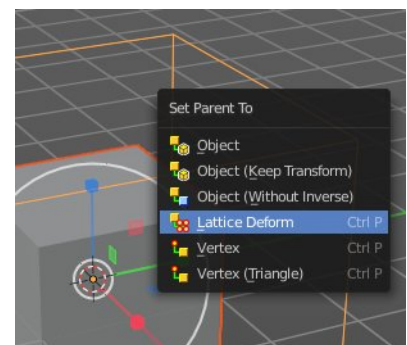 Set Parent To
Object
Object (Keep Transform)
Object (Without Inverse)
Lattice Deform Ctrl P
Vertex Ctrl P
Vertex (Triangle) Ctrl P